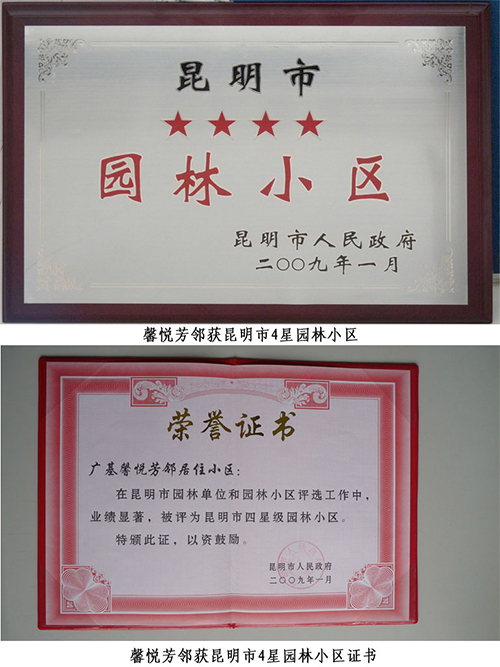 昆明市
★★★★
园林小区
昆明市人民政府
二〇〇九年一月
馨悦芳邻获昆明市4星园林小区
荣誉证书
广基馨悦芳邻居住小区：
在昆明市园林单位和园林小区评选工作中，
业绩显著，被评为昆明市四星级园林小区。
特颁此证，以资鼓励。
昆明市人民政府
二〇〇九年一月
馨悦芳邻获昆明市4星园林小区证书